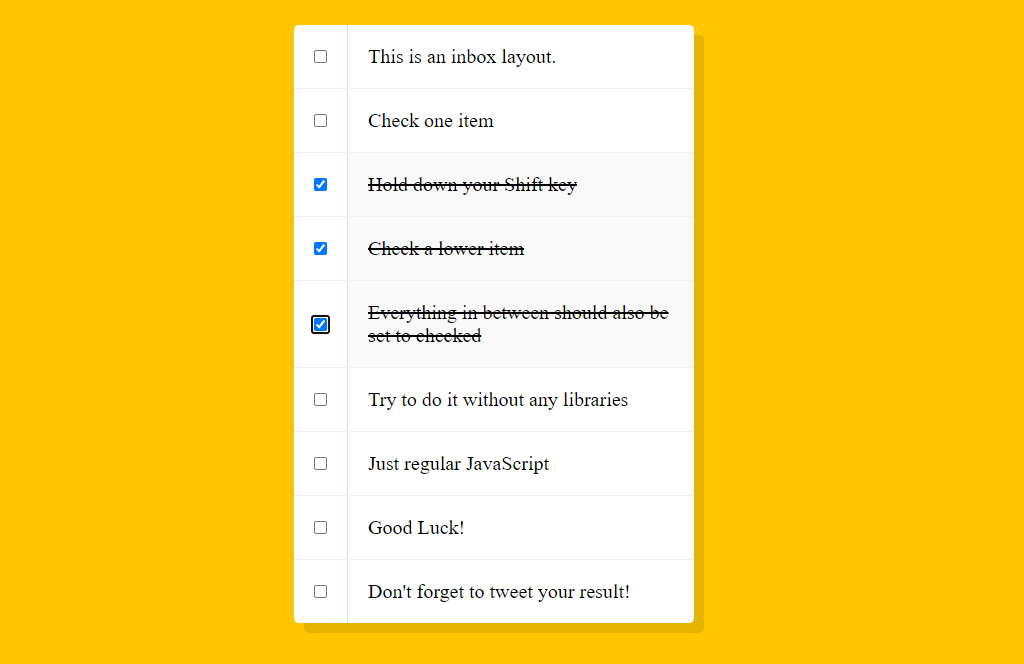 This is an inbox layout.
Check one item
Hold down your Shift key
Check a lower item
Everything in between should also be
set to checked
Try to do it without any libraries
Just regular JavaScript
Good Luck!
Don't forget to tweet your result!